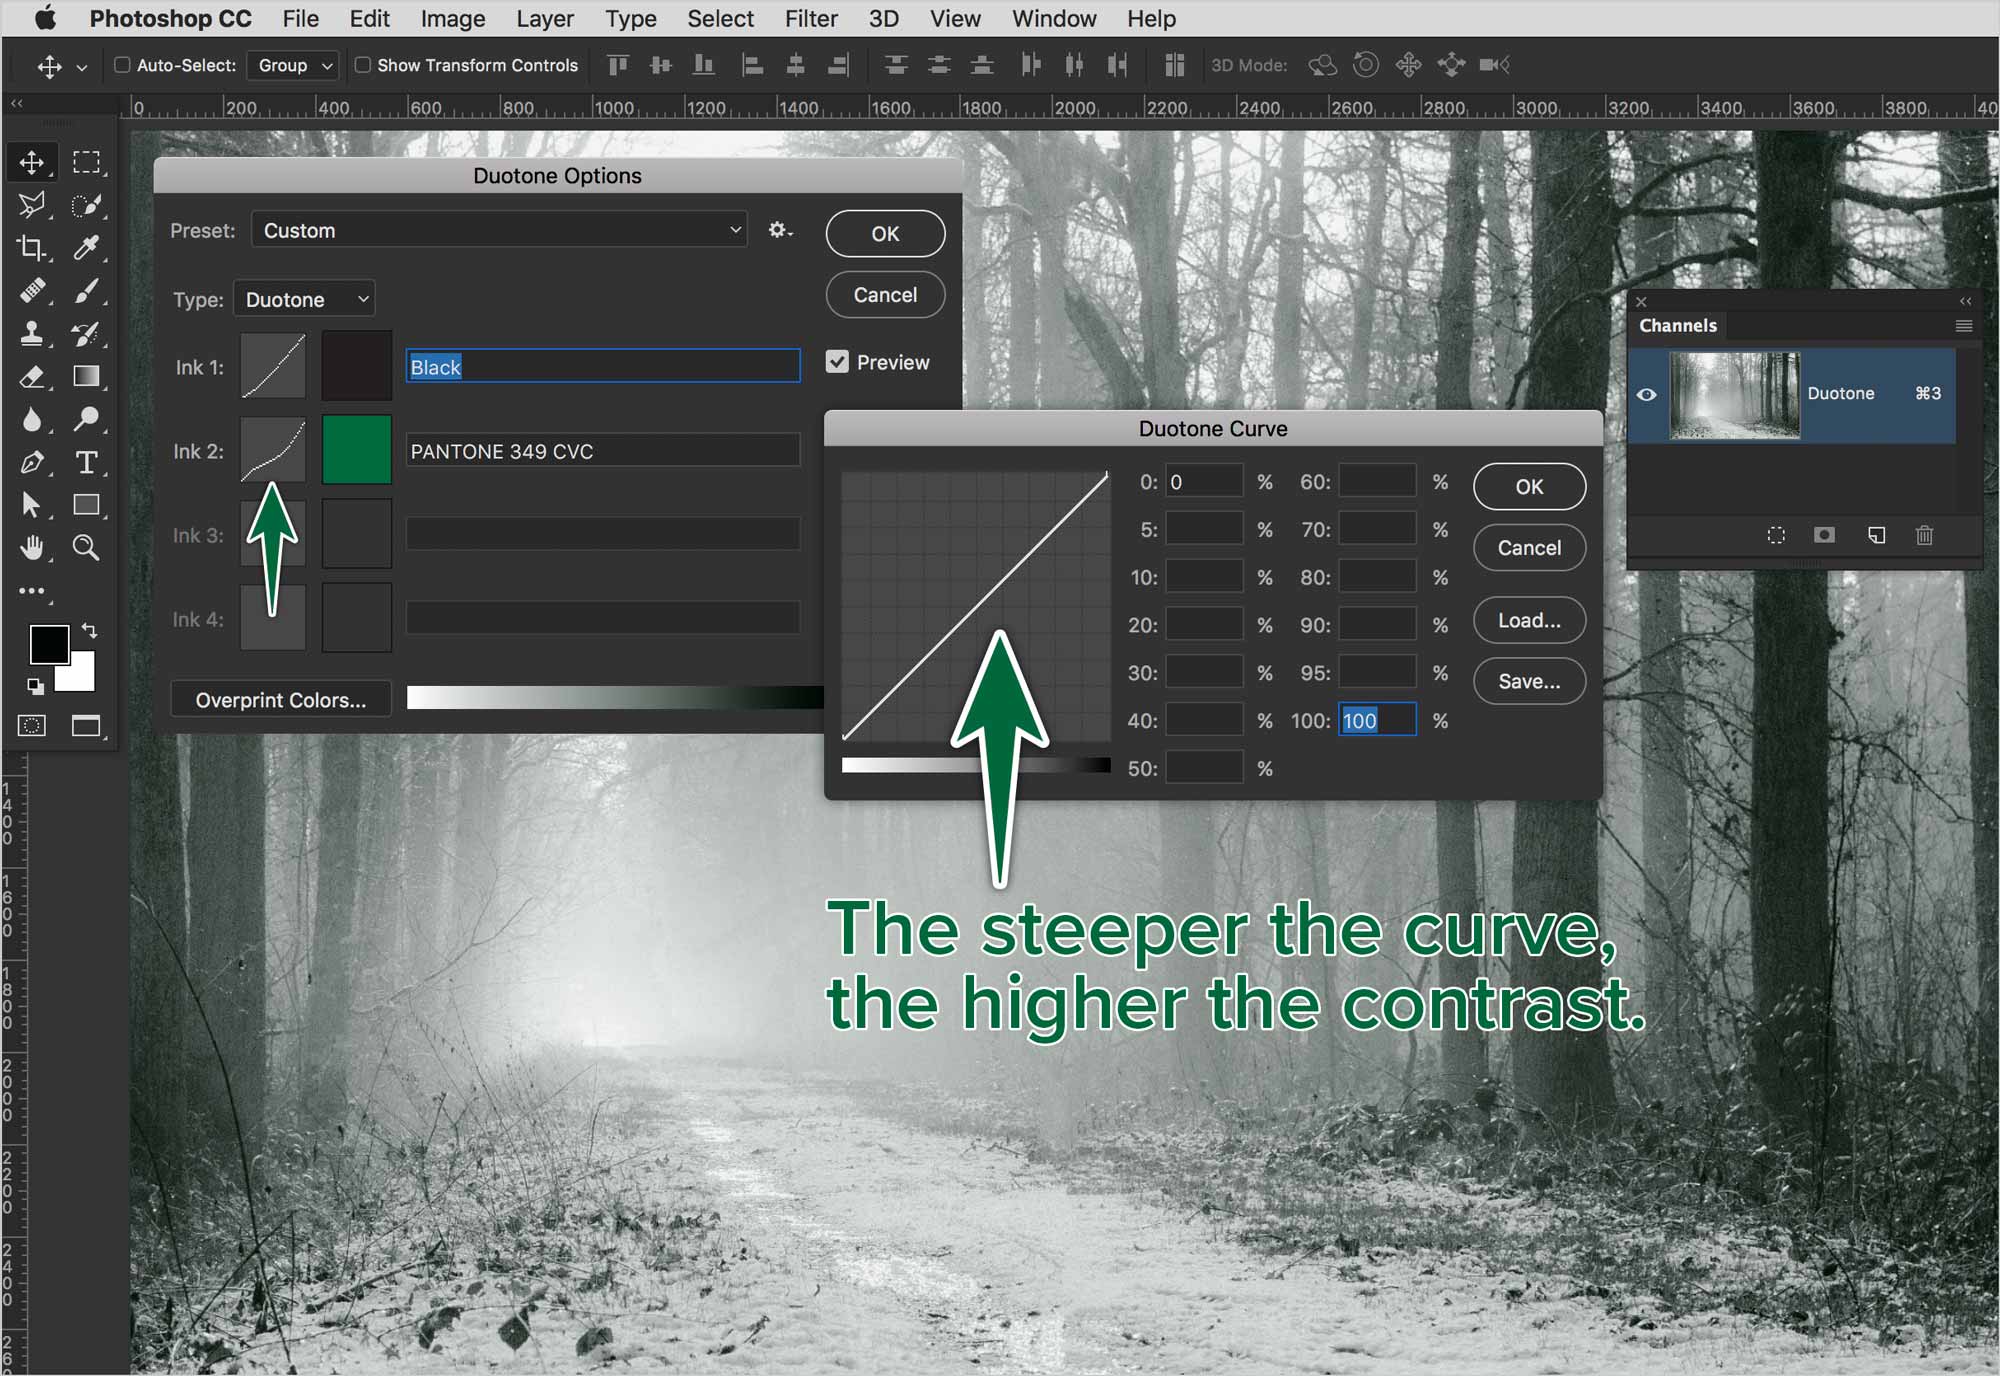 Photoshop CC File Edit Image Layer Type Select Filter 3D View Window Help
Auto-Select: Group Show Transform Controls 3D Mode:
0 200 400 600 800 1000 1200 1400 1600 1800 2000 2200 2400 2600 2800 3000 3200 3400 3600 3800 40
Duotone Options
Preset: Custom
OK
Type: Duotone
Cancel
Ink 1: Black
Preview
Ink 2: PANTONE 349 CVC
Ink 3:
Ink 4:
Overprint Colors...
Channels
Duotone ⌘3
Duotone Curve
0: 0 % 60: %
5: % 70: %
10: % 80: %
20: % 90: %
30: % 95: %
40: % 100: 100 %
50: %
OK
Cancel
Load...
Save...
T
The steeper the curve,
the higher the contrast.
1400
1600
1800
2000
2200
2400
260